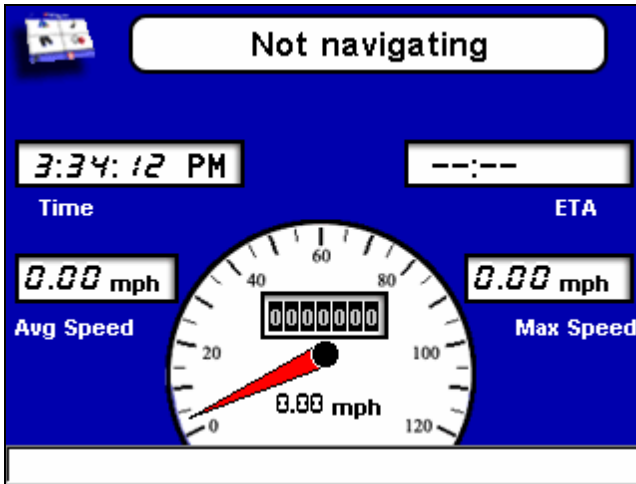 Not navigating
3:34:12 PM
--:--
Time
ETA
0.00 mph
0.00 mph
Avg Speed
Max Speed
0
20
40
60
80
100
120
0000000
0.00 mph